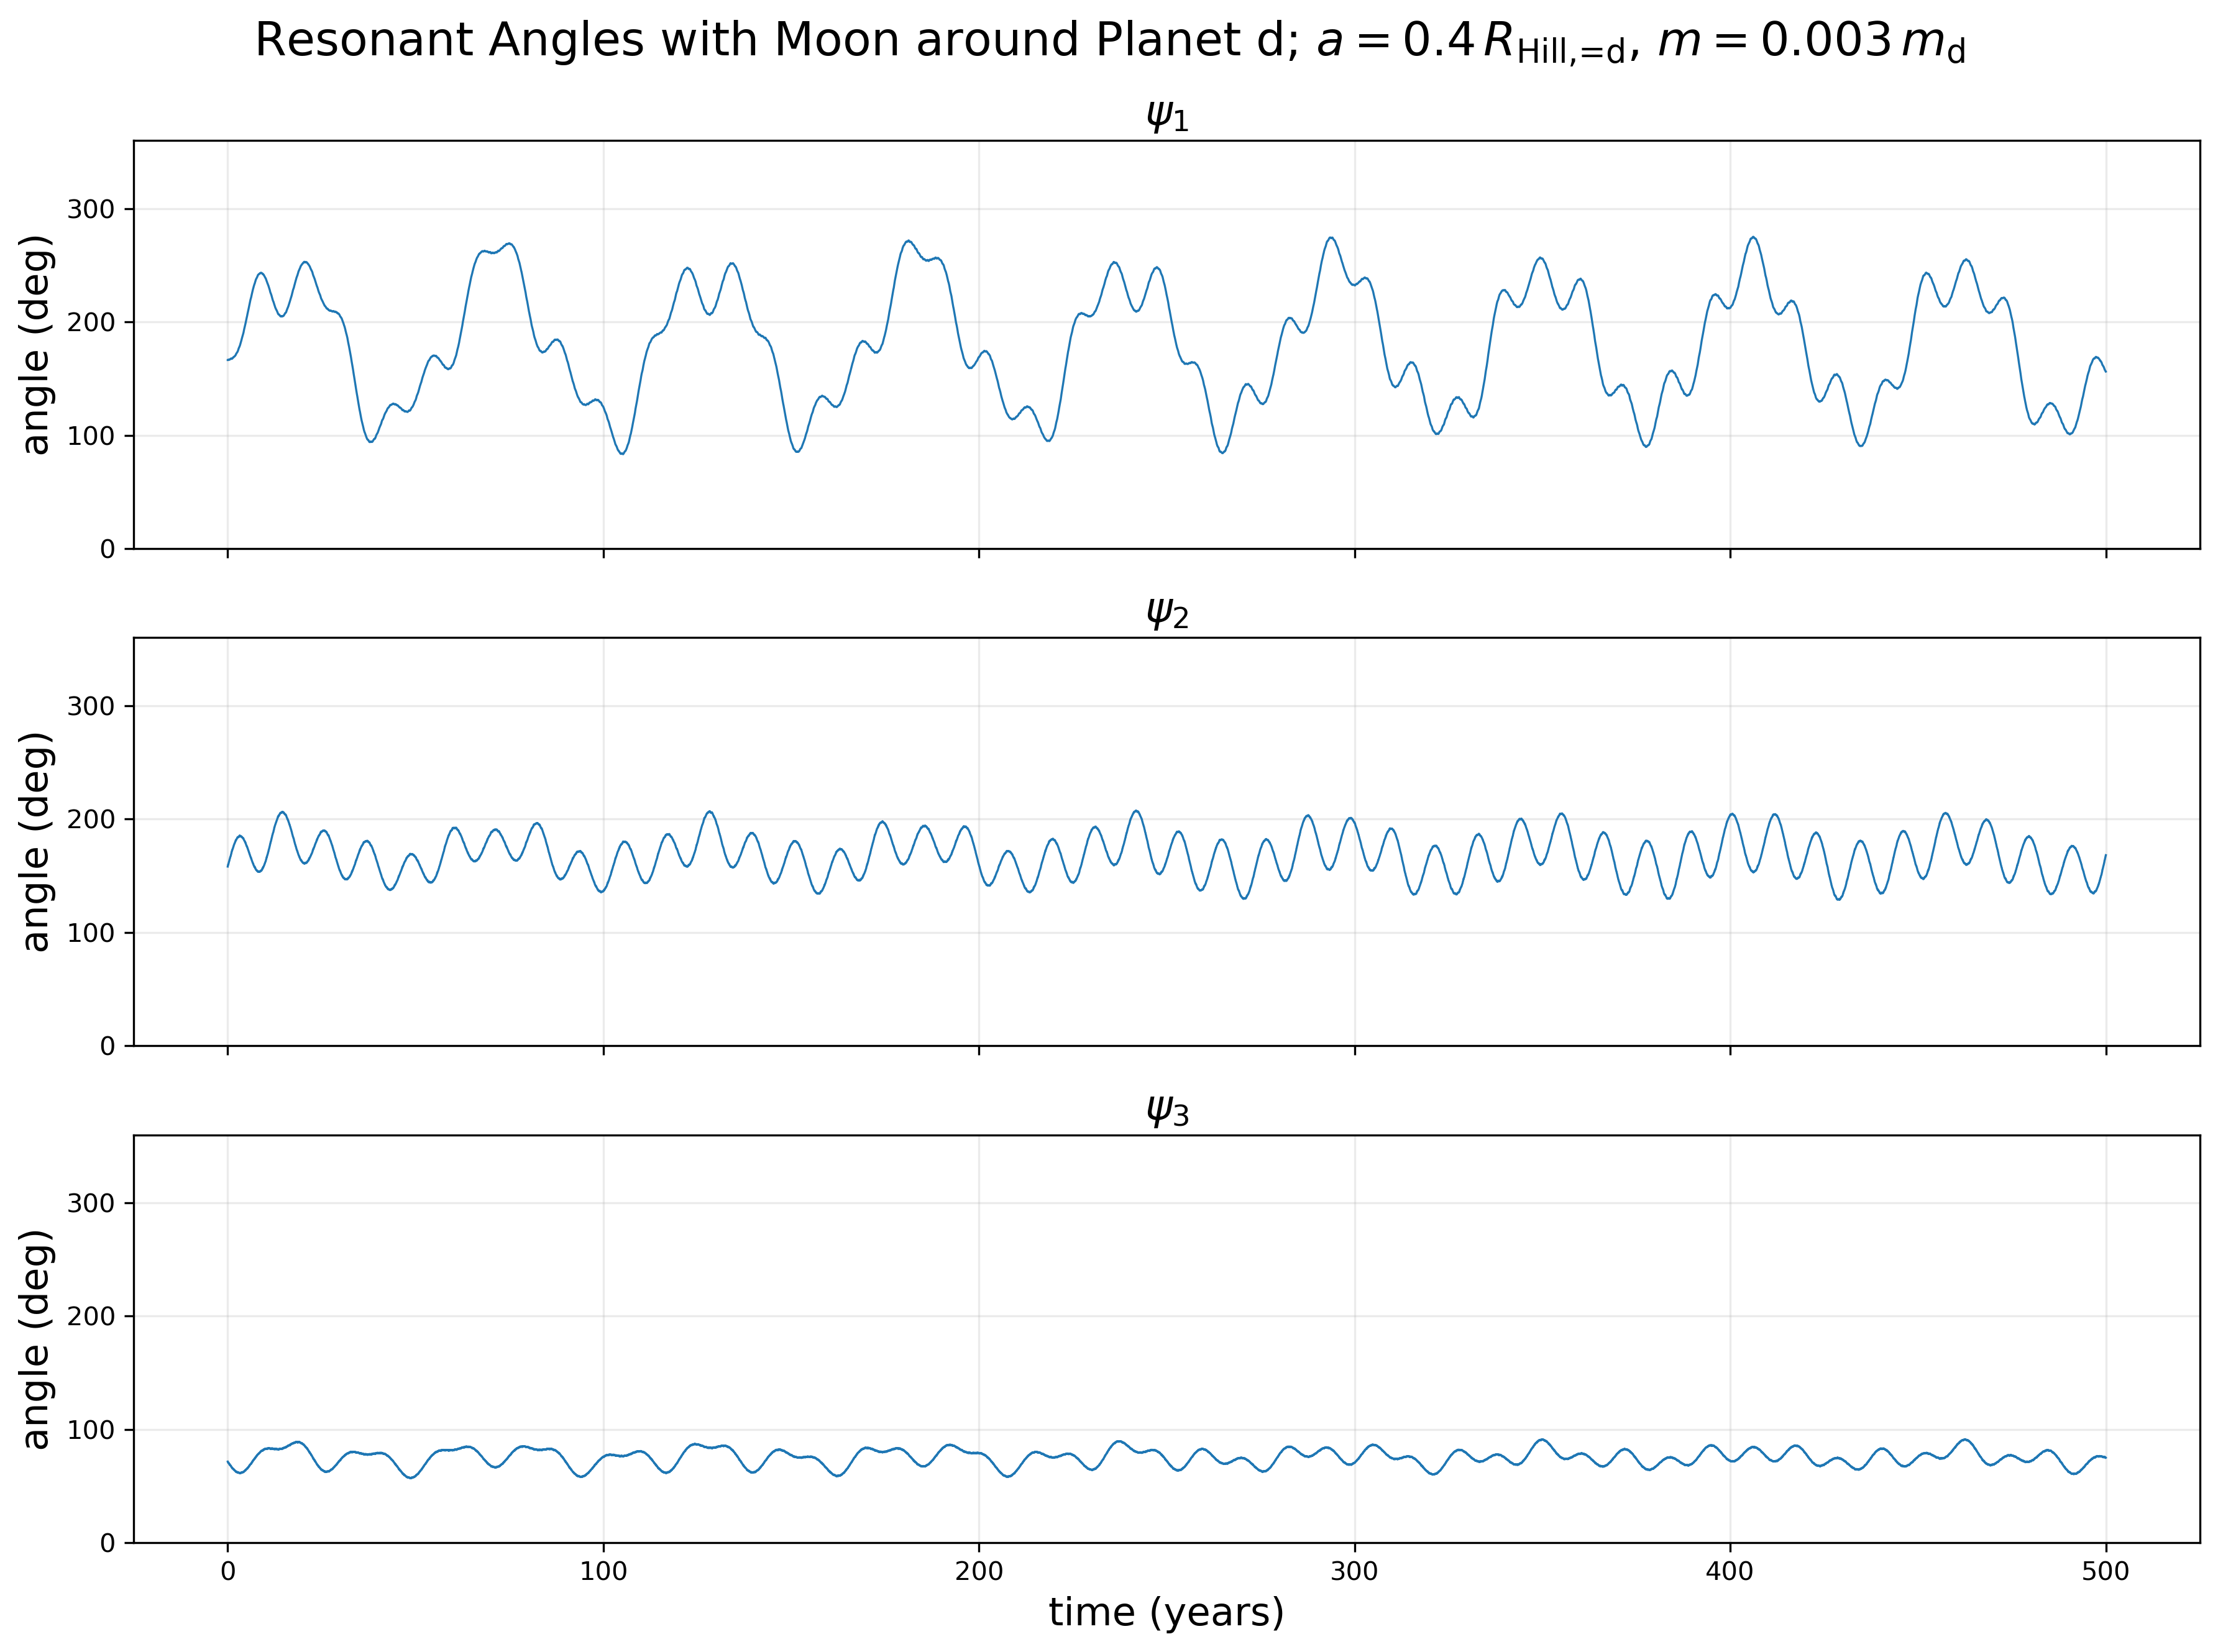 Resonant Angles with Moon around Planet d; a = 0.4 R_Hill,=d, m = 0.003 m_d
ψ₁
300
200
100
0
angle (deg)
ψ₂
300
200
100
0
angle (deg)
ψ₃
300
200
100
0
angle (deg)
0 100 200 300 400 500
time (years)